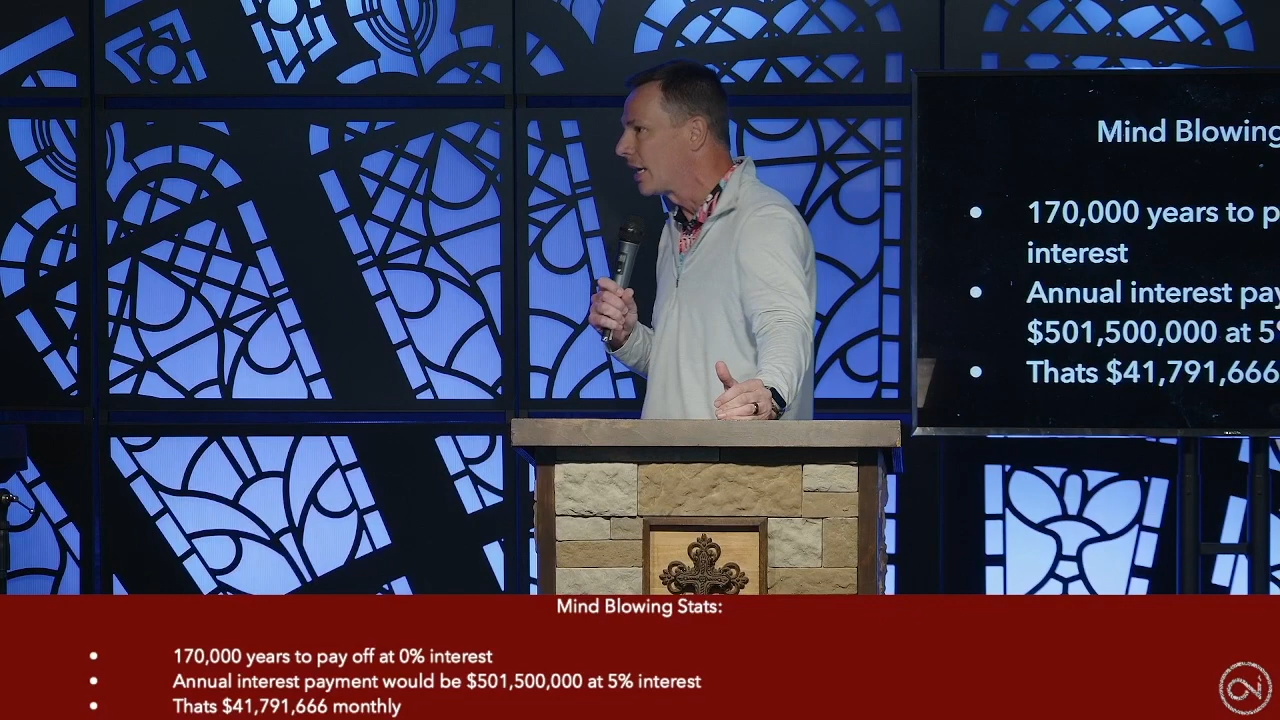 Mind Blowing
• 170,000 years to p
interest
• Annual interest pay
$501,500,000 at 5
• Thats $41,791,666
Mind Blowing Stats:
• 170,000 years to pay off at 0% interest
• Annual interest payment would be $501,500,000 at 5% interest
• Thats $41,791,666 monthly